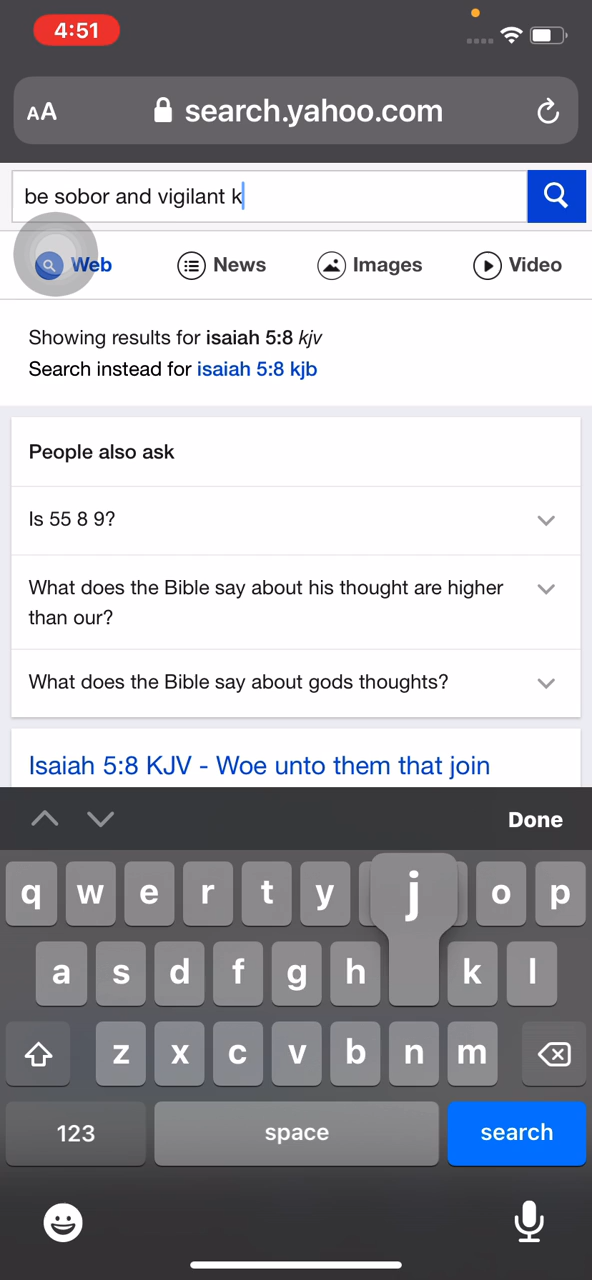 4:51
AA search.yahoo.com
be sobor and vigilant k
Web News Images Video
Showing results for isaiah 5:8 kjv
Search instead for isaiah 5:8 kjb
People also ask
Is 55 8 9?
What does the Bible say about his thought are higher
than our?
What does the Bible say about gods thoughts?
Isaiah 5:8 KJV - Woe unto them that join
Done
q w e r t y j o p
a s d f g h k l
z x c v b n m
123 space search